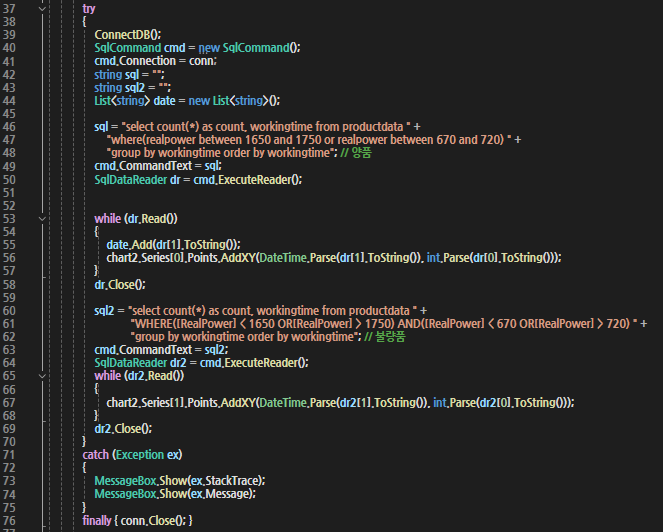 37 try
38 {
39 ConnectDB();
40 SqlCommand cmd = new SqlCommand();
41 cmd.Connection = conn;
42 string sql = "";
43 string sql2 = "";
44 List<string> date = new List<string>();
45
46 sql = "select count(*) as count, workingtime from productdata " +
47 "where(realpower between 1650 and 1750 or realpower between 670 and 720) " +
48 "group by workingtime order by workingtime"; // 양품
49 cmd.CommandText = sql;
50 SqlDataReader dr = cmd.ExecuteReader();
51
52
53 while (dr.Read())
54 {
55 date.Add(dr[1].ToString());
56 chart2.Series[0].Points.AddXY(DateTime.Parse(dr[1].ToString()), int.Parse(dr[0].ToString()));
57 }
58 dr.Close();
59
60 sql2 = "select count(*) as count, workingtime from productdata " +
61 "WHERE([RealPower] < 1650 OR[RealPower] > 1750) AND([RealPower] < 670 OR[RealPower] > 720) " +
62 "group by workingtime order by workingtime"; // 불량품
63 cmd.CommandText = sql2;
64 SqlDataReader dr2 = cmd.ExecuteReader();
65 while (dr2.Read())
66 {
67 chart2.Series[1].Points.AddXY(DateTime.Parse(dr2[1].ToString()), int.Parse(dr2[0].ToString()));
68 }
69 dr2.Close();
70 }
71 catch (Exception ex)
72 {
73 MessageBox.Show(ex.StackTrace);
74 MessageBox.Show(ex.Message);
75 }
76 finally { conn.Close(); }